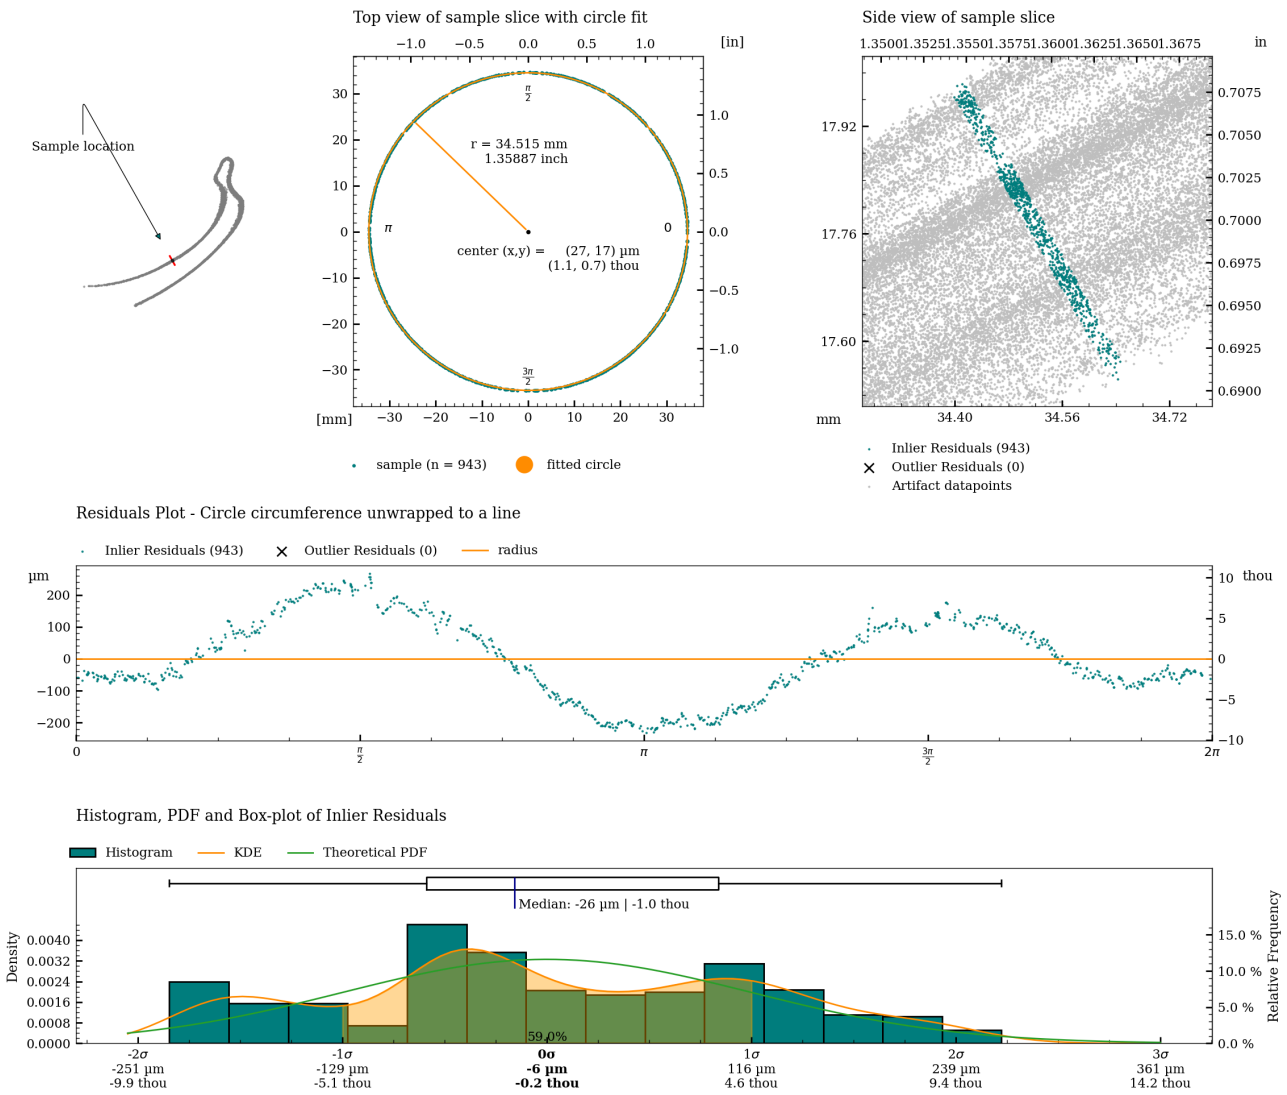 Top view of sample slice with circle fit
−1.0 −0.5 0.0 0.5 1.0 [in]
Side view of sample slice
1.3500 1.3525 1.3550 1.3575 1.3600 1.3625 1.3650 1.3675 in
Sample location
30
20
10
0
−10
−20
−30
[mm]
π/2
r = 34.515 mm
1.35887 inch
π
0
center (x,y) = (27, 17) µm
(1.1, 0.7) thou
3π/2
1.0
0.5
0.0
−0.5
−1.0
−30 −20 −10 0 10 20 30
sample (n = 943)
fitted circle
17.92
17.76
17.60
0.7075
0.7050
0.7025
0.7000
0.6975
0.6950
0.6925
0.6900
mm
34.40 34.56 34.72
Inlier Residuals (943)
Outlier Residuals (0)
Artifact datapoints
Residuals Plot - Circle circumference unwrapped to a line
Inlier Residuals (943) Outlier Residuals (0) radius
µm
200
100
0
−100
−200
10 thou
5
0
−5
−10
0 π/2 π 3π/2 2π
Histogram, PDF and Box-plot of Inlier Residuals
Histogram KDE Theoretical PDF
Median: -26 µm | -1.0 thou
Density
0.0040
0.0032
0.0024
0.0016
0.0008
0.0000
15.0 %
10.0 %
5.0 %
0.0 %
Relative Frequency
59.0%
-2σ -1σ 0σ 1σ 2σ 3σ
-251 µm -129 µm -6 µm 116 µm 239 µm 361 µm
-9.9 thou -5.1 thou -0.2 thou 4.6 thou 9.4 thou 14.2 thou